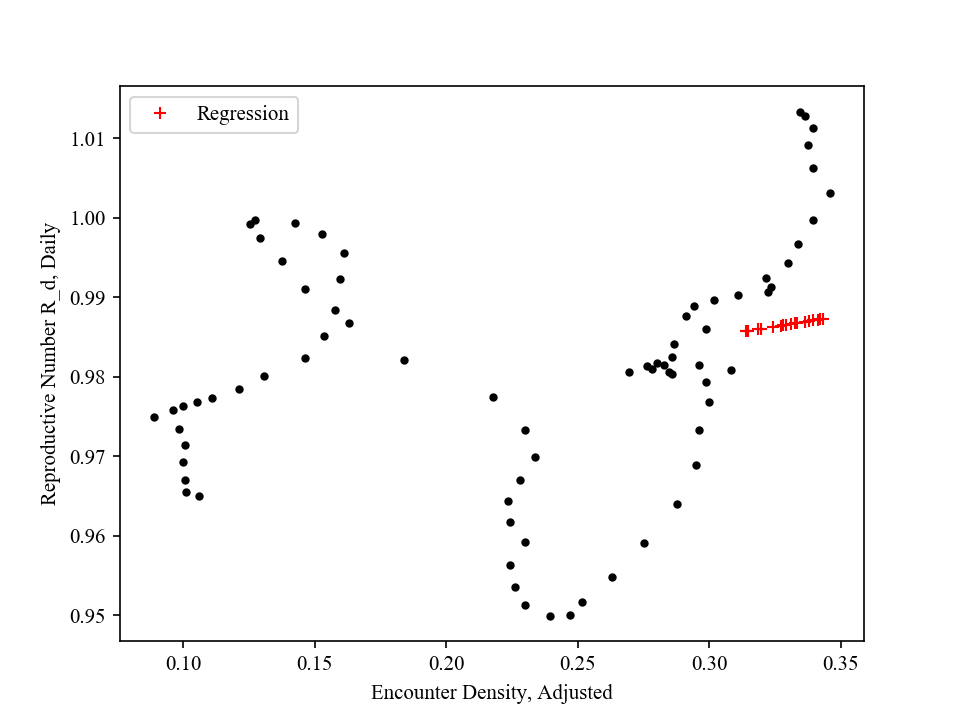 Regression
1.01
1.00
0.99
0.98
0.97
0.96
0.95
Reproductive Number R_d, Daily
0.10 0.15 0.20 0.25 0.30 0.35
Encounter Density, Adjusted